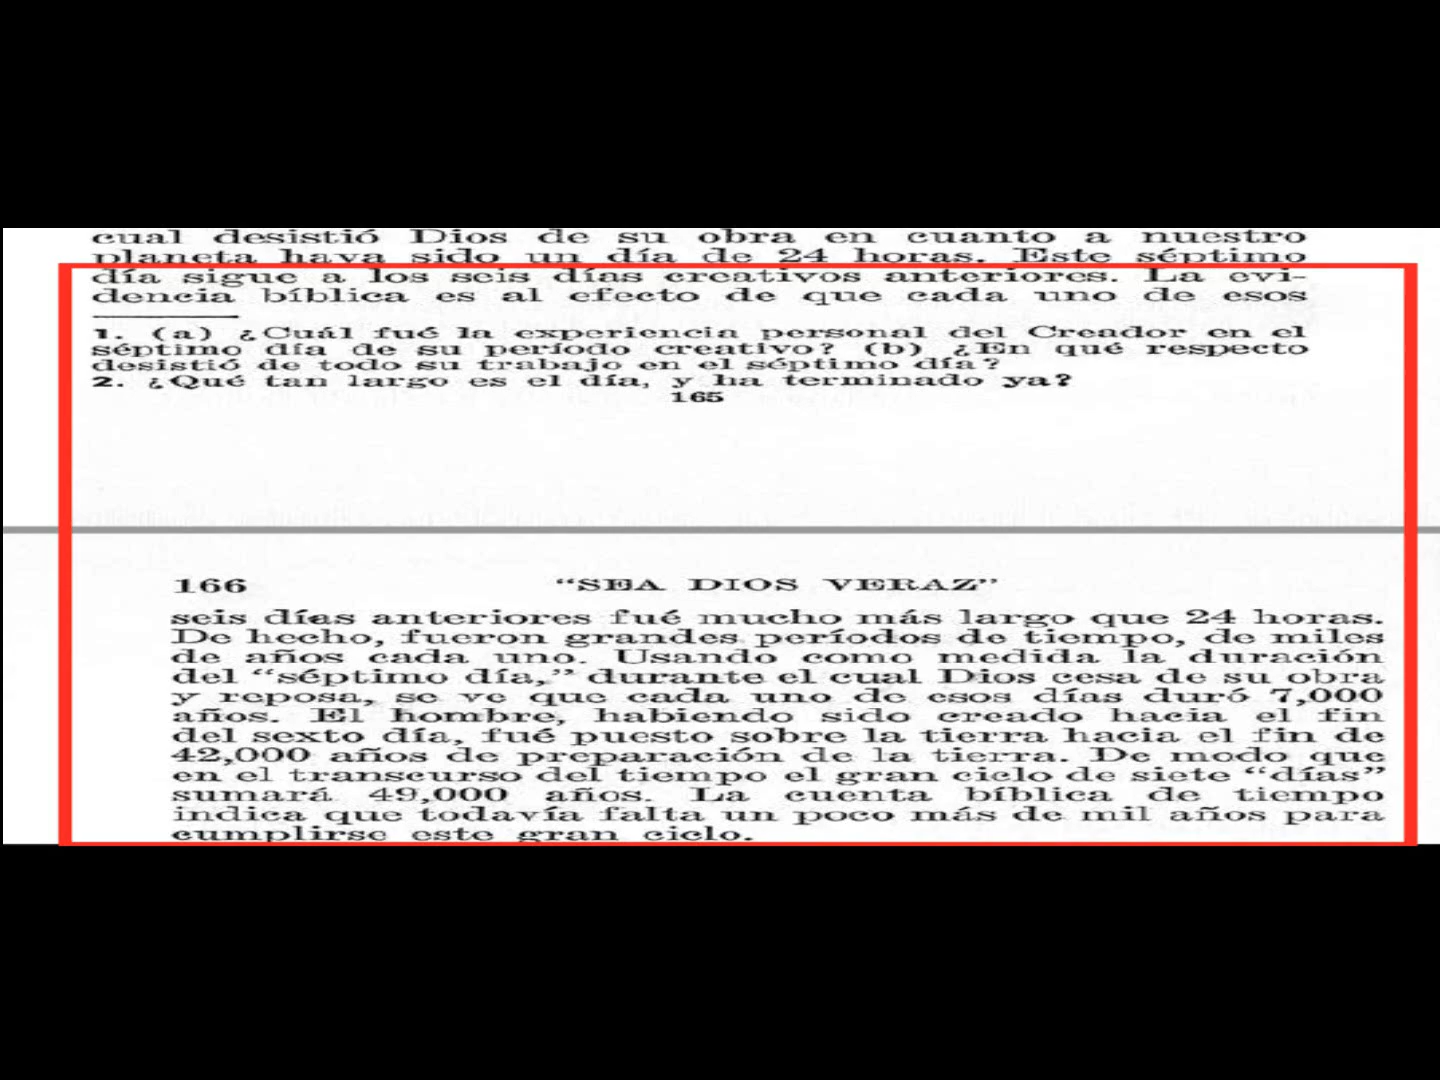 cual desistió Dios de su obra en cuanto a nuestro
planeta haya sido un día de 24 horas. Este séptimo
día sigue a los seis días creativos anteriores. La evi-
dencia bíblica es al efecto de que cada uno de esos
1. (a) ¿Cuál fué la experiencia personal del Creador en el
séptimo día de su período creativo? (b) ¿En qué respecto
desistió de todo su trabajo en el séptimo día?
2. ¿Qué tan largo es el día, y ha terminado ya?
165
166 "SEA DIOS VERAZ"
seis días anteriores fué mucho más largo que 24 horas.
De hecho, fueron grandes períodos de tiempo, de miles
de años cada uno. Usando como medida la duración
del "séptimo día," durante el cual Dios cesa de su obra
y reposa, se ve que cada uno de esos días duró 7,000
años. El hombre, habiendo sido creado hacia el fin
del sexto día, fué puesto sobre la tierra hacia el fin de
42,000 años de preparación de la tierra. De modo que
en el transcurso del tiempo el gran ciclo de siete "días"
sumará 49,000 años. La cuenta bíblica de tiempo
indica que todavía falta un poco más de mil años para
cumplirse este gran ciclo.